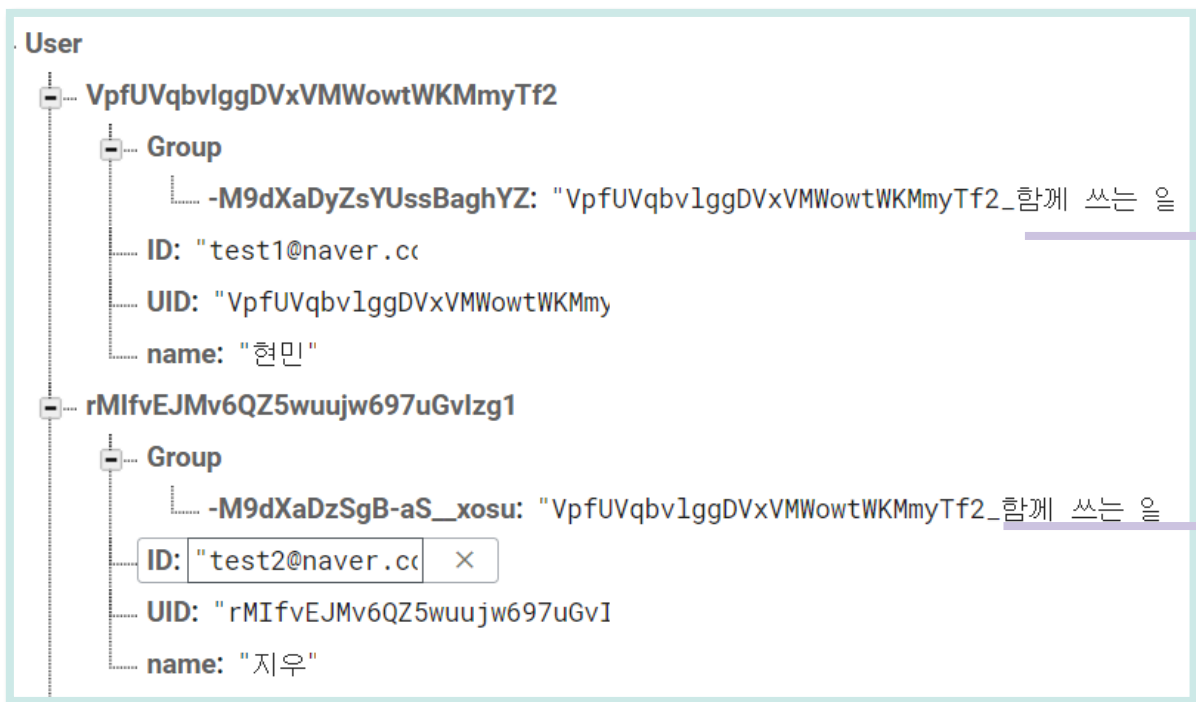 User
VpfUVqbvlggDVxVMWowtWKMmyTf2
Group
-M9dXaDyZsYUssBaghYZ: "VpfUVqbvlggDVxVMWowtWKMmyTf2_함께 쓰는 일
ID: "test1@naver.co
UID: "VpfUVqbvlggDVxVMWowtWKMmy
name: "현민"
rMIfvEJMv6QZ5wuujw697uGvIzg1
Group
-M9dXaDzSgB-aS__xosu: "VpfUVqbvlggDVxVMWowtWKMmyTf2_함께 쓰는 일
ID: "test2@naver.co ×
UID: "rMIfvEJMv6QZ5wuujw697uGvI
name: "지우"